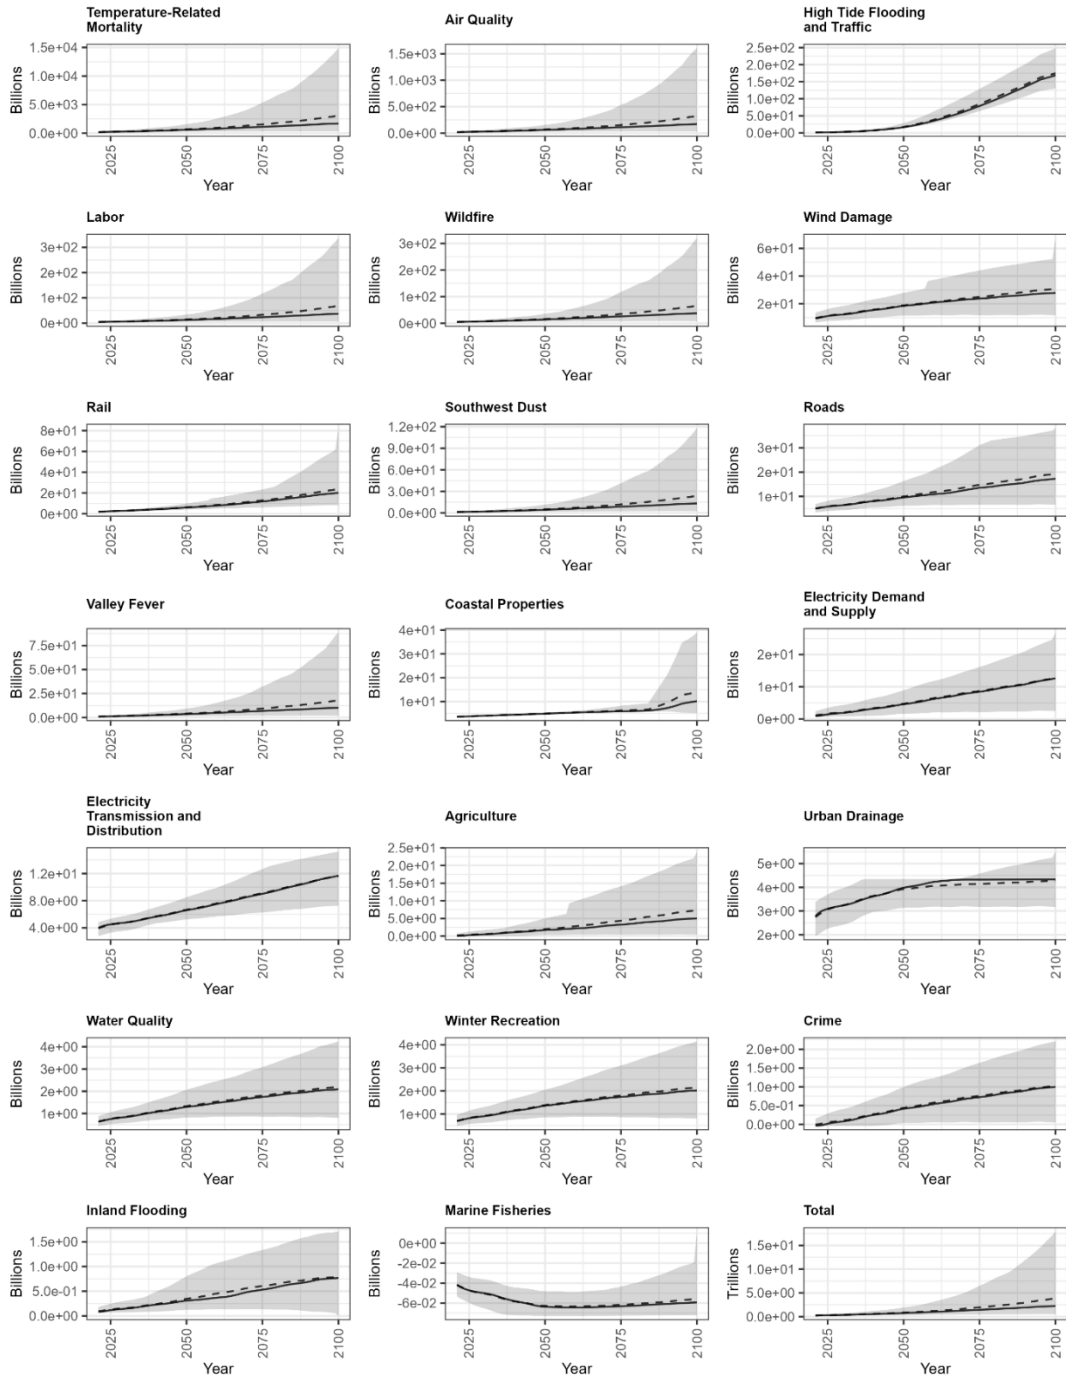 Temperature-Related
Mortality
Billions
1.5e+04
1.0e+04
5.0e+03
0.0e+00
2025
2050
2075
2100
Year
Air Quality
Billions
1.5e+03
1.0e+03
5.0e+02
0.0e+00
2025
2050
2075
2100
Year
High Tide Flooding
and Traffic
Billions
2.5e+02
2.0e+02
1.5e+02
1.0e+02
5.0e+01
0.0e+00
2025
2050
2075
2100
Year
Labor
Billions
3e+02
2e+02
1e+02
0e+00
2025
2050
2075
2100
Year
Wildfire
Billions
3e+02
2e+02
1e+02
0e+00
2025
2050
2075
2100
Year
Wind Damage
Billions
6e+01
4e+01
2e+01
2025
2050
2075
2100
Year
Rail
Billions
8e+01
6e+01
4e+01
2e+01
0e+00
2025
2050
2075
2100
Year
Southwest Dust
Billions
1.2e+02
9.0e+01
6.0e+01
3.0e+01
0.0e+00
2025
2050
2075
2100
Year
Roads
Billions
3e+01
2e+01
1e+01
2025
2050
2075
2100
Year
Valley Fever
Billions
7.5e+01
5.0e+01
2.5e+01
0.0e+00
2025
2050
2075
2100
Year
Coastal Properties
Billions
4e+01
3e+01
2e+01
1e+01
2025
2050
2075
2100
Year
Electricity Demand
and Supply
Billions
2e+01
1e+01
0e+00
2025
2050
2075
2100
Year
Electricity
Transmission and
Distribution
Billions
1.2e+01
8.0e+00
4.0e+00
2025
2050
2075
2100
Year
Agriculture
Billions
2.5e+01
2.0e+01
1.5e+01
1.0e+01
5.0e+00
0.0e+00
2025
2050
2075
2100
Year
Urban Drainage
Billions
5e+00
4e+00
3e+00
2e+00
2025
2050
2075
2100
Year
Water Quality
Billions
4e+00
3e+00
2e+00
1e+00
2025
2050
2075
2100
Year
Winter Recreation
Billions
4e+00
3e+00
2e+00
1e+00
2025
2050
2075
2100
Year
Crime
Billions
2.0e+00
1.5e+00
1.0e+00
5.0e-01
0.0e+00
2025
2050
2075
2100
Year
Inland Flooding
Billions
1.5e+00
1.0e+00
5.0e-01
0.0e+00
2025
2050
2075
2100
Year
Marine Fisheries
Billions
0e+00
-2e-02
-4e-02
-6e-02
2025
2050
2075
2100
Year
Total
Trillions
1.5e+01
1.0e+01
5.0e+00
0.0e+00
2025
2050
2075
2100
Year